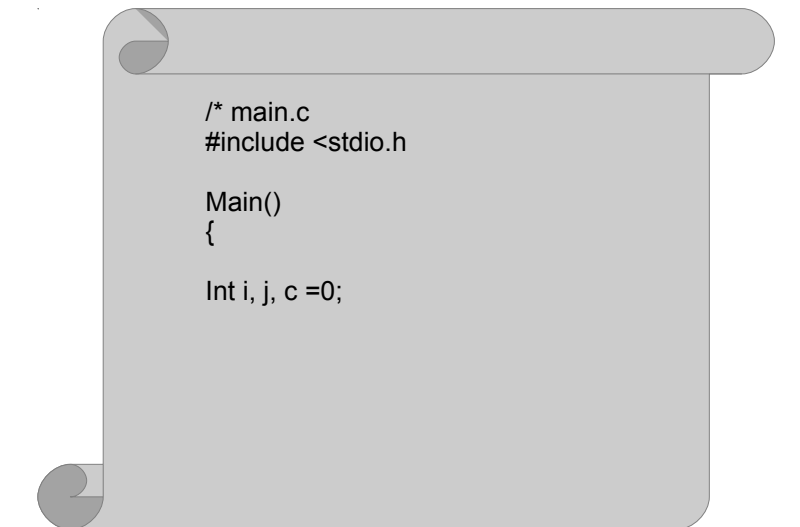 /* main.c
#include <stdio.h
Main()
{
Int i, j, c =0;